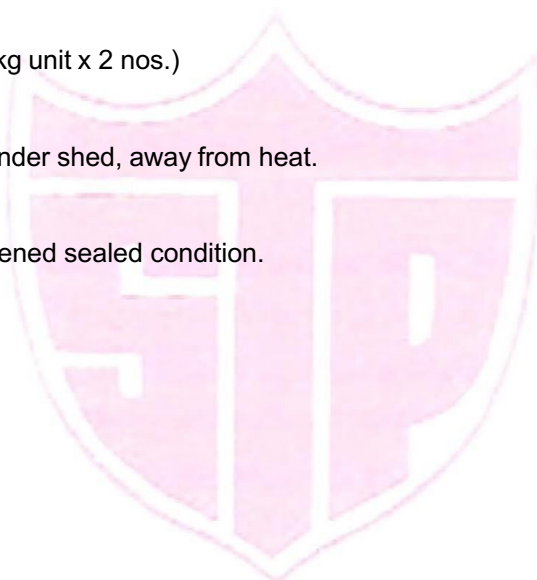 kg unit x 2 nos.)
nder shed, away from heat.
ened sealed condition.
STP